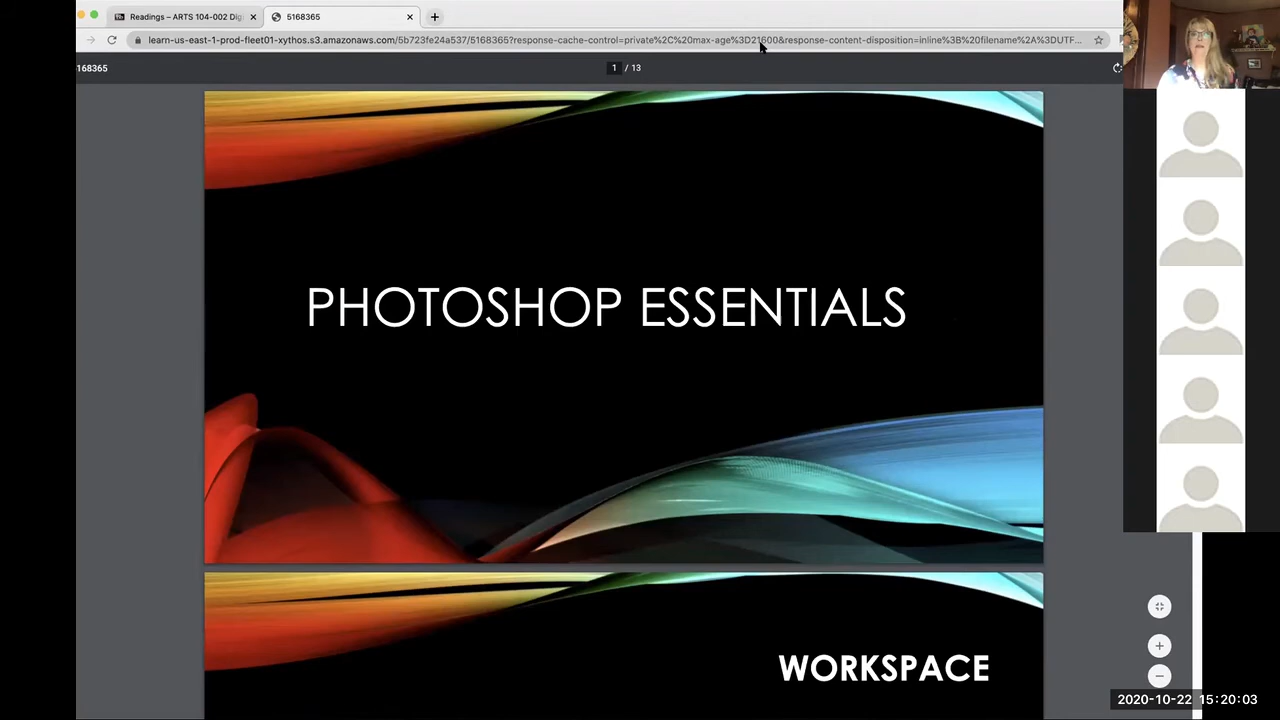 Readings – ARTS 104-002 Dig
5168365
learn-us-east-1-prod-fleet01-xythos.s3.amazonaws.com/5b723fe24a537/5168365?response-cache-control=private%2C%20max-age%3D21600&response-content-disposition=inline%3B%20filename%2A%3DUTF...
168365
1 / 13
PHOTOSHOP ESSENTIALS
WORKSPACE
2020-10-22 15:20:03